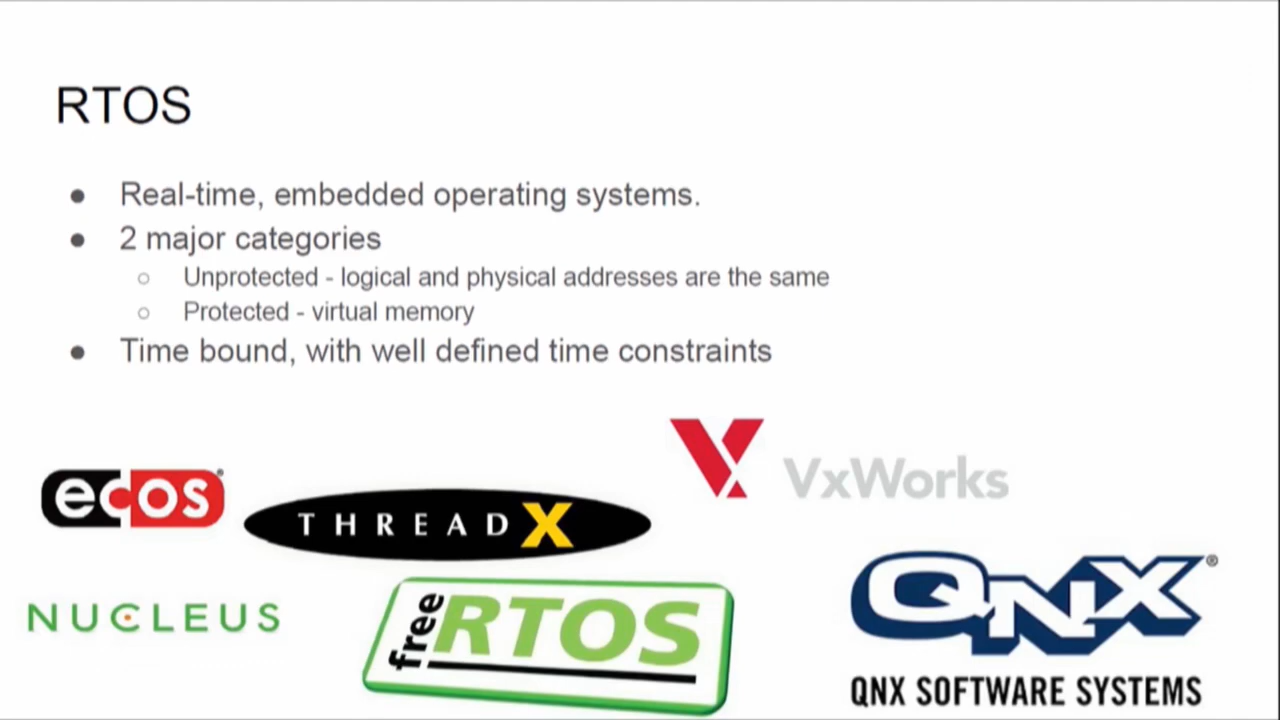 RTOS
● Real-time, embedded operating systems.
● 2 major categories
○ Unprotected - logical and physical addresses are the same
○ Protected - virtual memory
● Time bound, with well defined time constraints
VxWorks
ecos®
THREADX
QNX®
NUCLEUS
freeRTOS
QNX SOFTWARE SYSTEMS